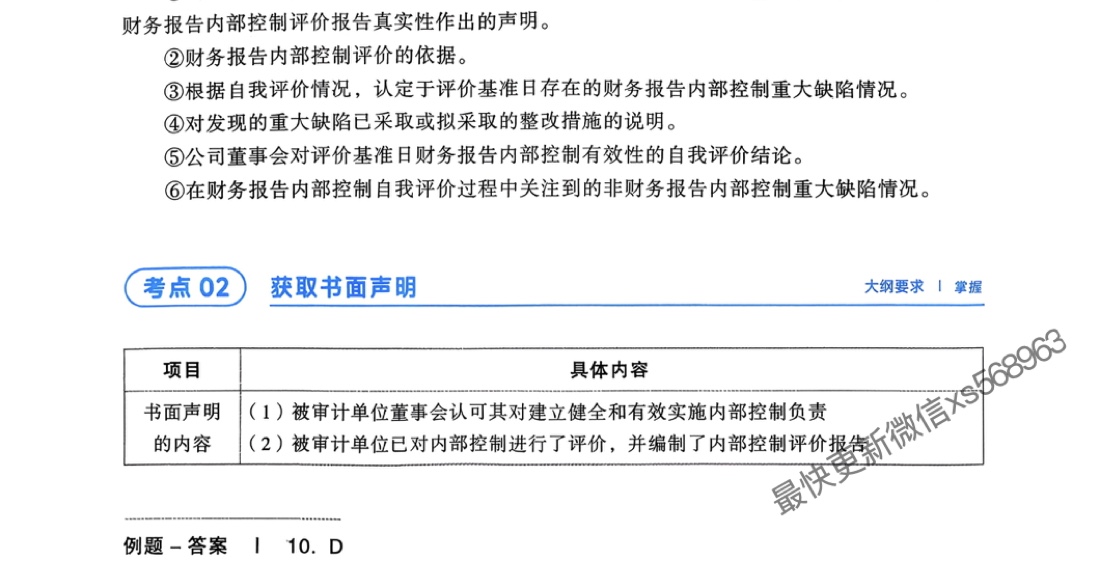 财务报告内部控制评价报告真实性作出的声明。
②财务报告内部控制评价的依据。
③根据自我评价情况，认定于评价基准日存在的财务报告内部控制重大缺陷情况。
④对发现的重大缺陷已采取或拟采取的整改措施的说明。
⑤公司董事会对评价基准日财务报告内部控制有效性的自我评价结论。
⑥在财务报告内部控制自我评价过程中关注到的非财务报告内部控制重大缺陷情况。
考点 02 获取书面声明 大纲要求 | 掌握
项目 具体内容
书面声明的内容 （1）被审计单位董事会认可其对建立健全和有效实施内部控制负责
（2）被审计单位已对内部控制进行了评价，并编制了内部控制评价报告
最快更新微信xs568963
例题 – 答案 | 10. D